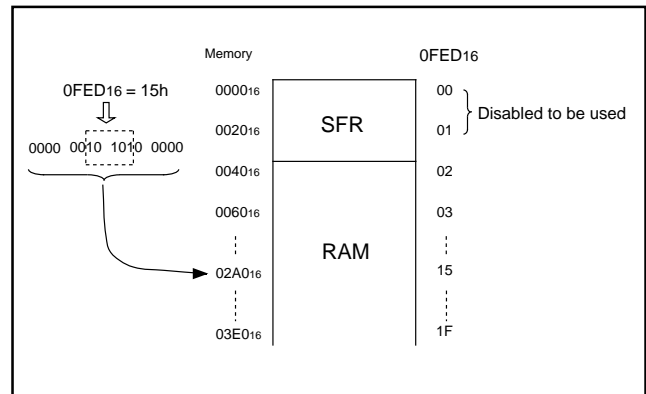 Memory
0FED16
0FED16 = 15h
000016
SFR
00
Disabled to be used
002016
01
0000 0010 1010 0000
004016
02
006016
03
RAM
02A016
15
03E016
1F